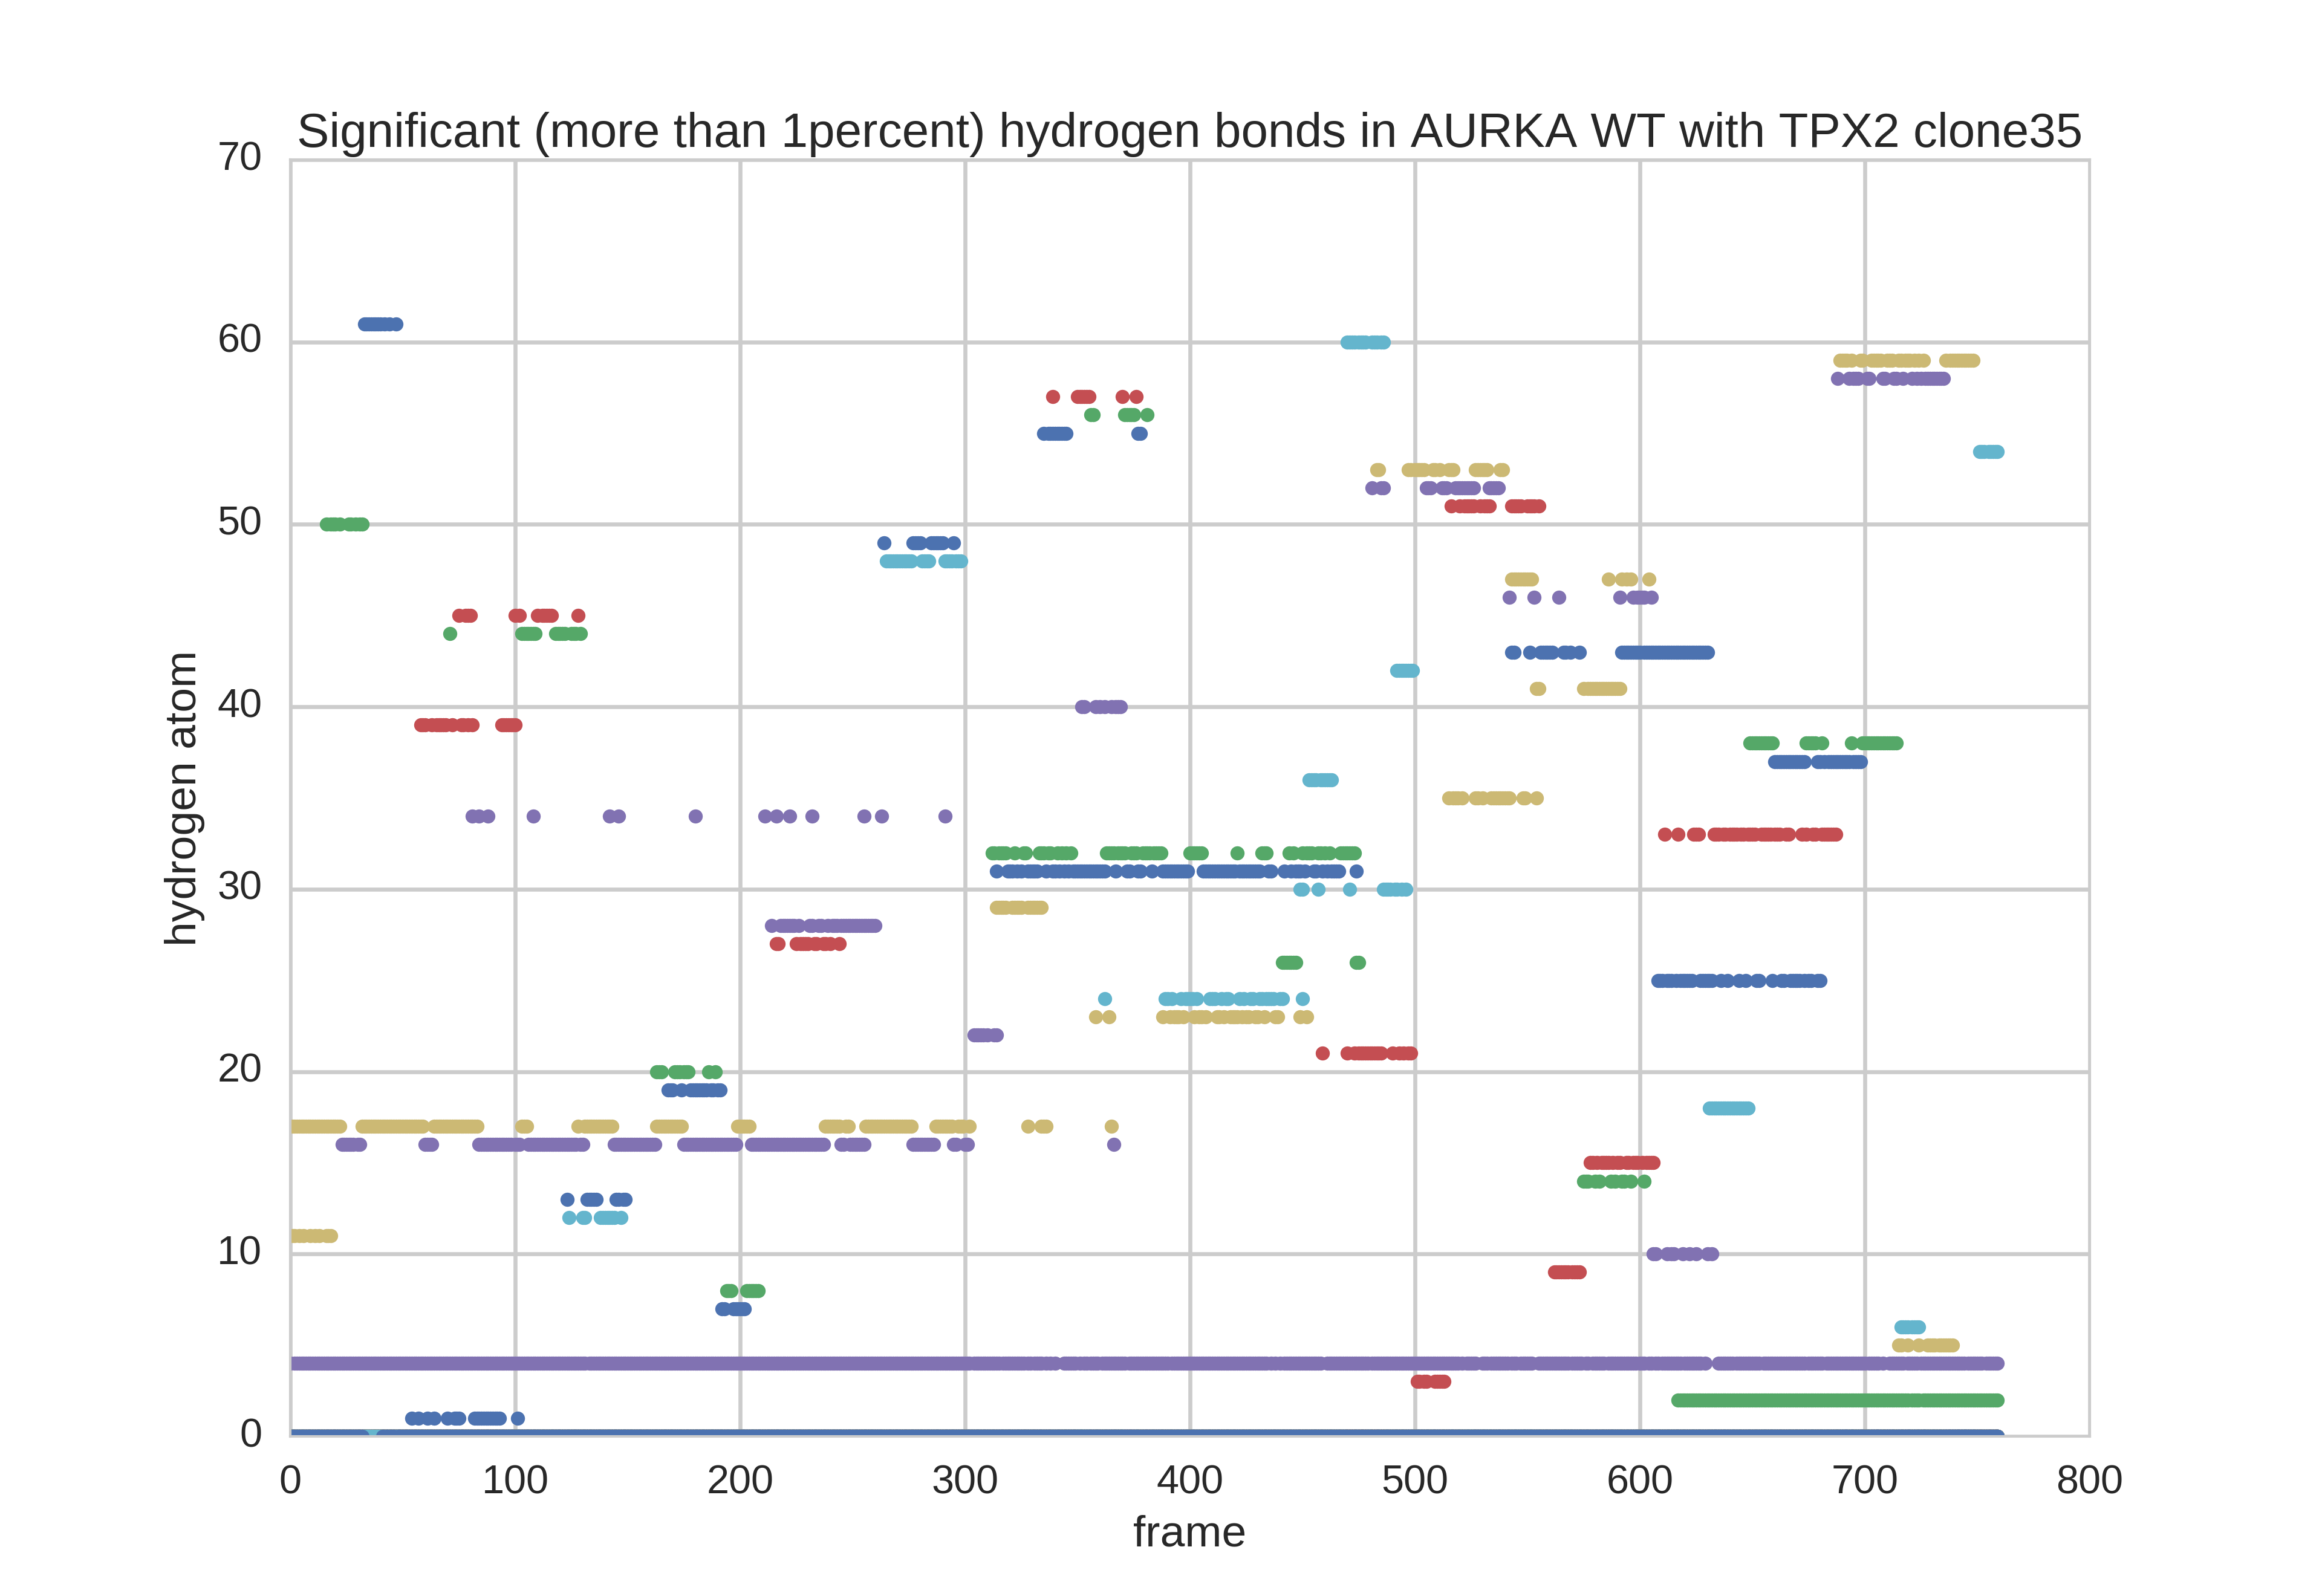 Significant (more than 1percent) hydrogen bonds in AURKA WT with TPX2 clone35
70
60
50
40
30
20
10
0
hydrogen atom
0 100 200 300 400 500 600 700 800
frame